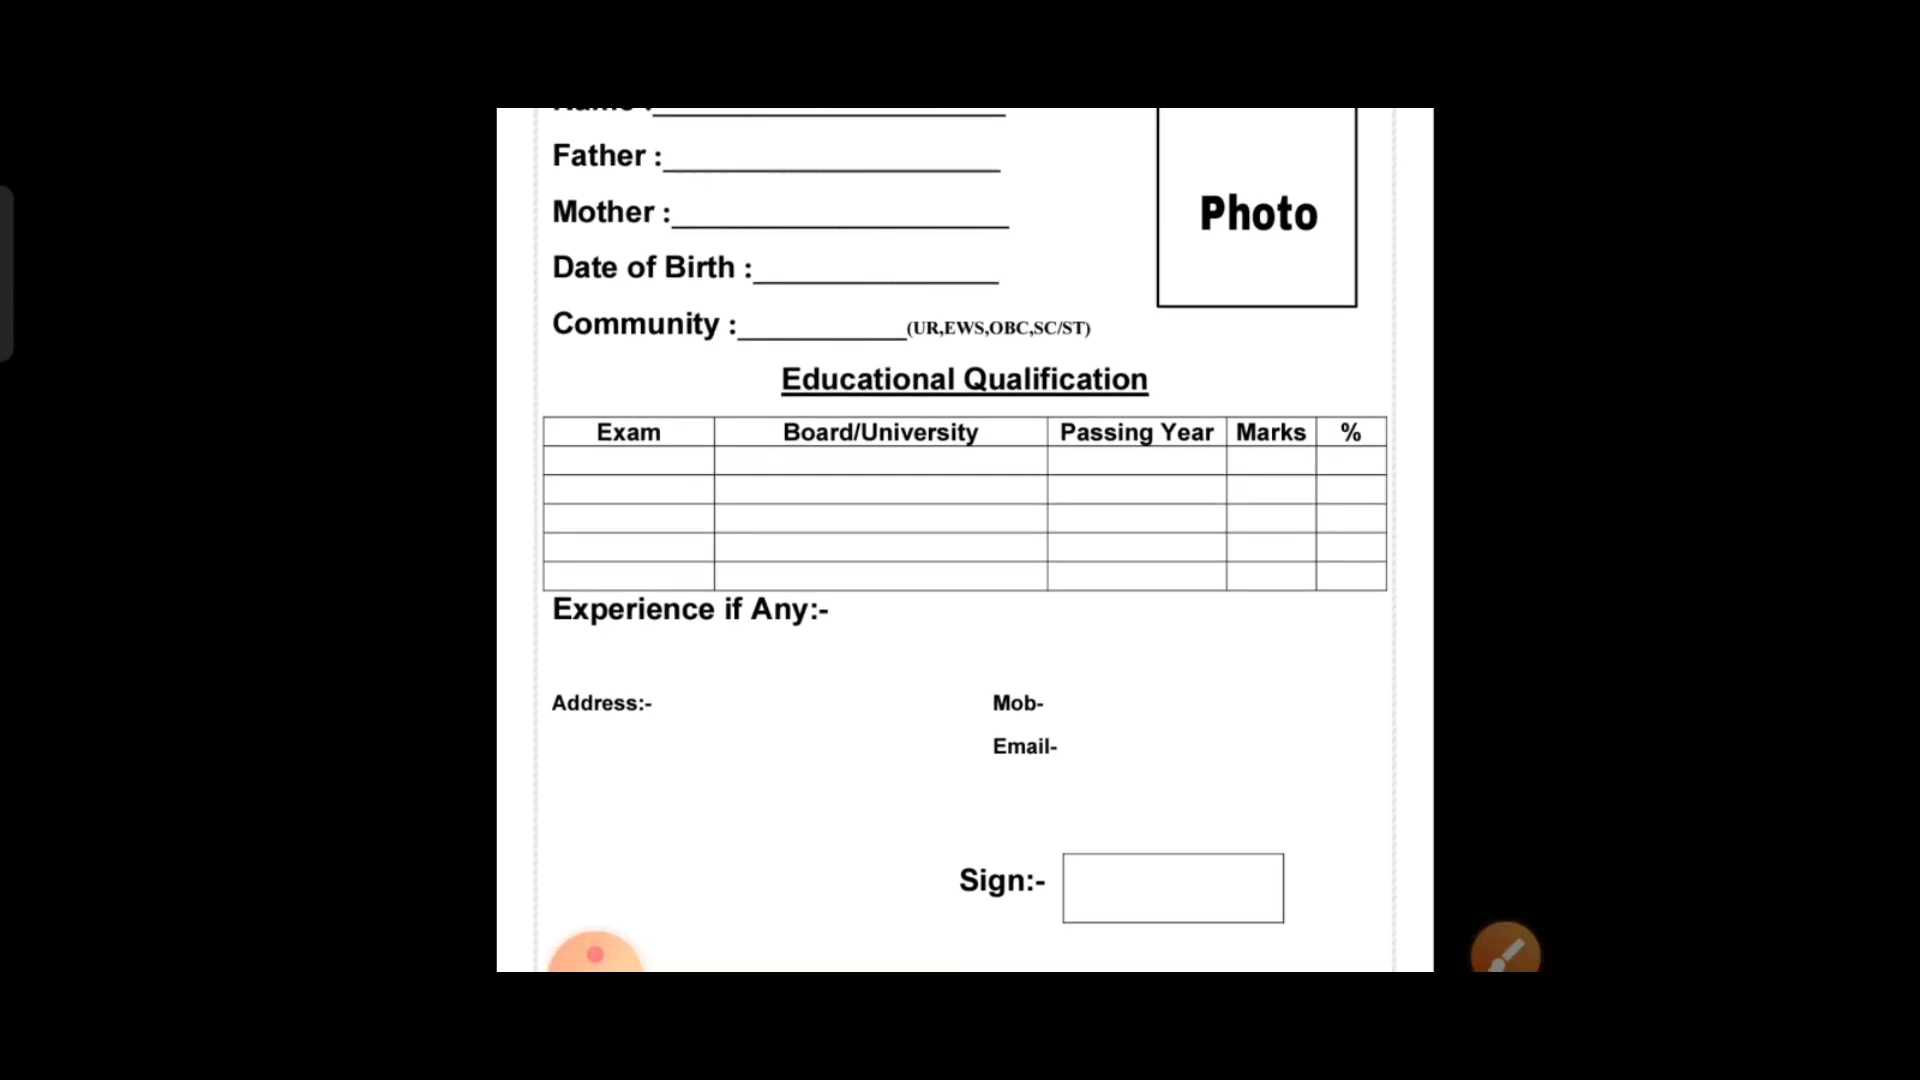 Name :
Father :
Mother :
Photo
Date of Birth :
Community : (UR,EWS,OBC,SC/ST)
Educational Qualification
Exam Board/University Passing Year Marks %
Experience if Any:-
Address:- Mob-
Email-
Sign:-